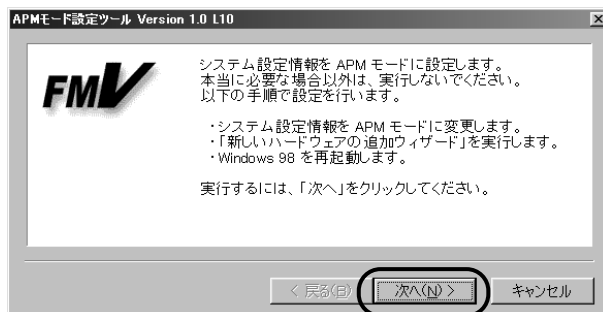 APMモード設定ツール Version 1.0 L10
FMV
システム設定情報を APM モードに設定します。
本当に必要な場合以外は、実行しないでください。
以下の手順で設定を行います。
・システム設定情報を APM モードに変更します。
・「新しいハードウェアの追加ウィザード」を実行します。
・Windows 98 を再起動します。
実行するには、「次へ」をクリックしてください。
< 戻る(B) 次へ(N) > キャンセル